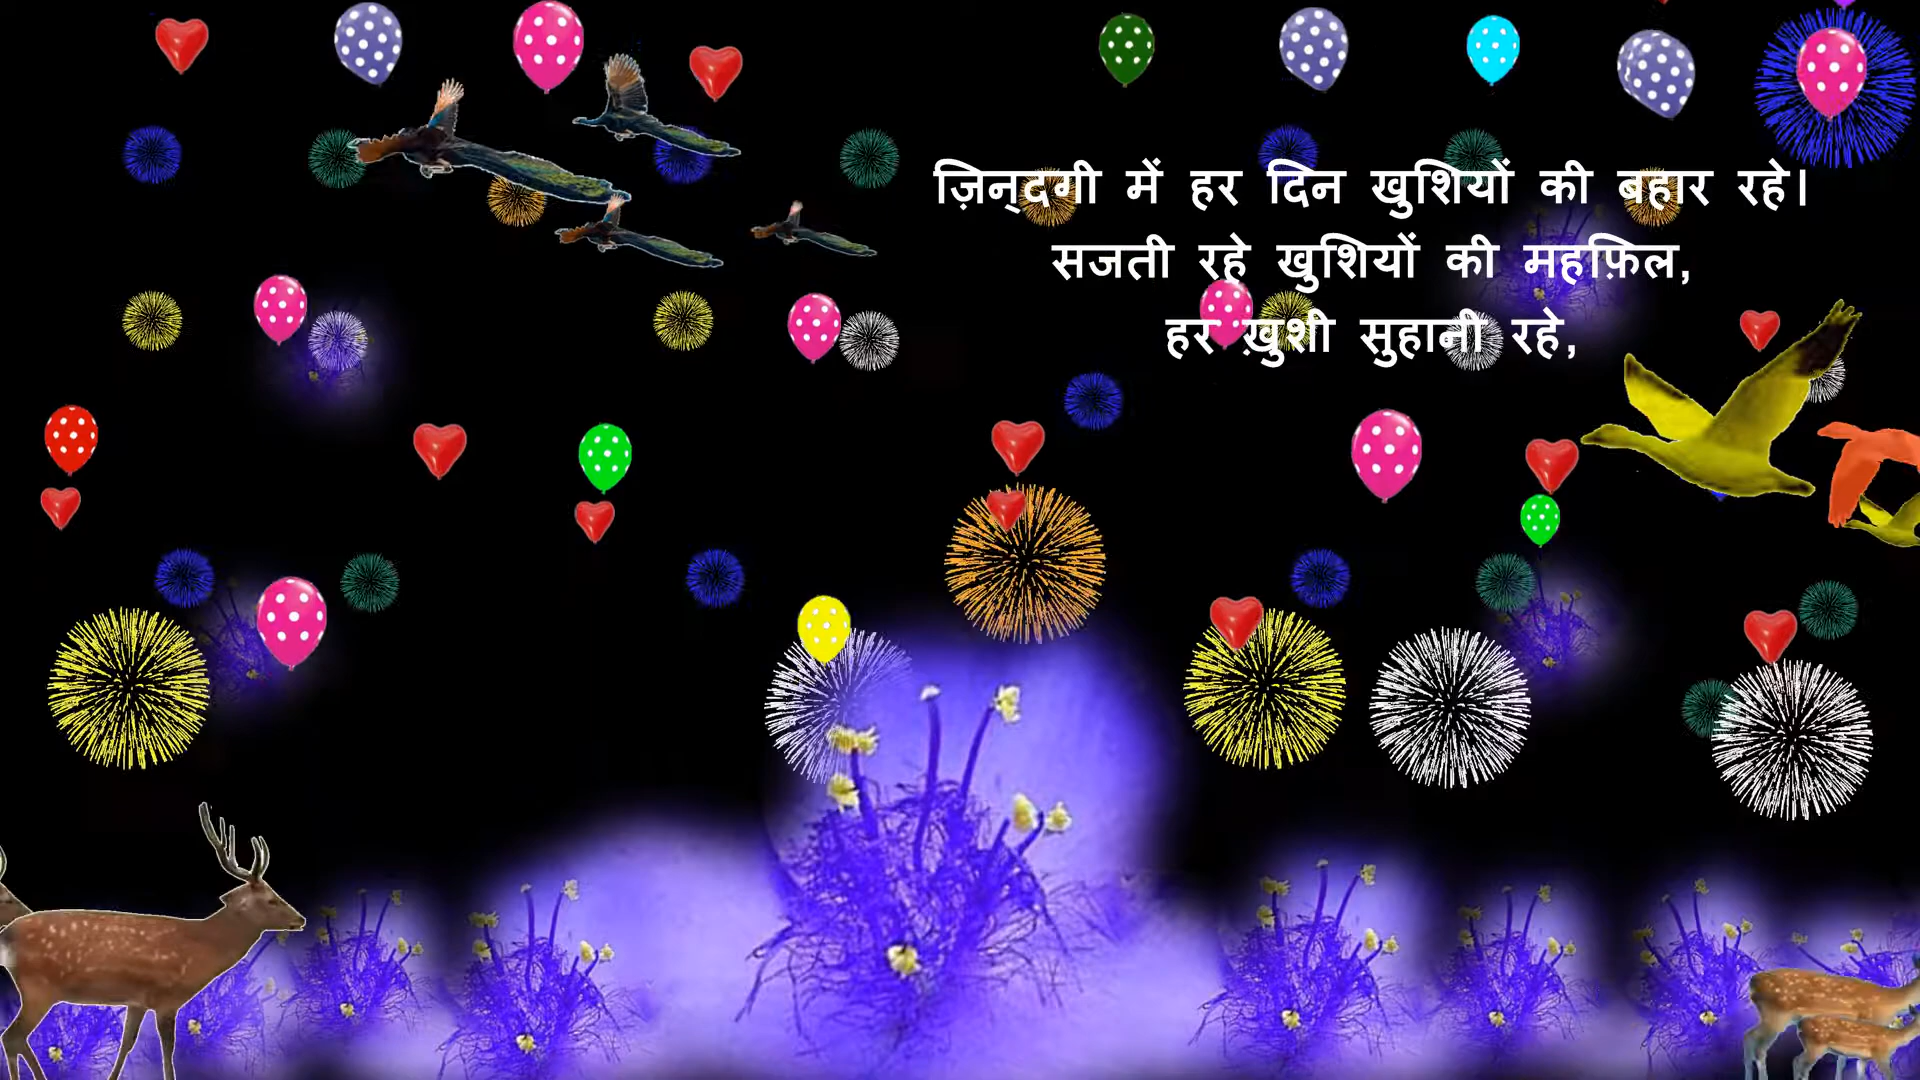 ज़िन्‌दगी में हर दिन खुशियों की बहार रहे।
सजती रहे खुशियों की महफ़िल,
हर ख़ुशी सुहानी रहे,